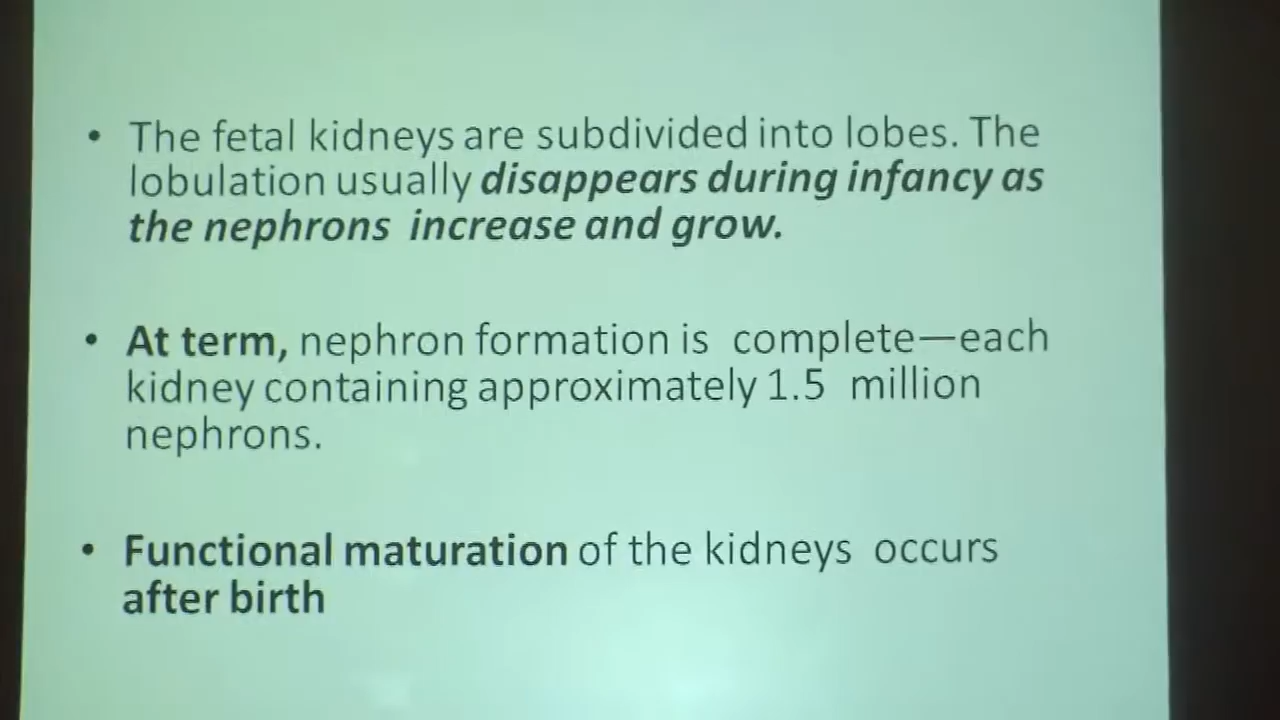 • The fetal kidneys are subdivided into lobes. The
lobulation usually disappears during infancy as
the nephrons increase and grow.
• At term, nephron formation is complete—each
kidney containing approximately 1.5 million
nephrons.
• Functional maturation of the kidneys occurs
after birth